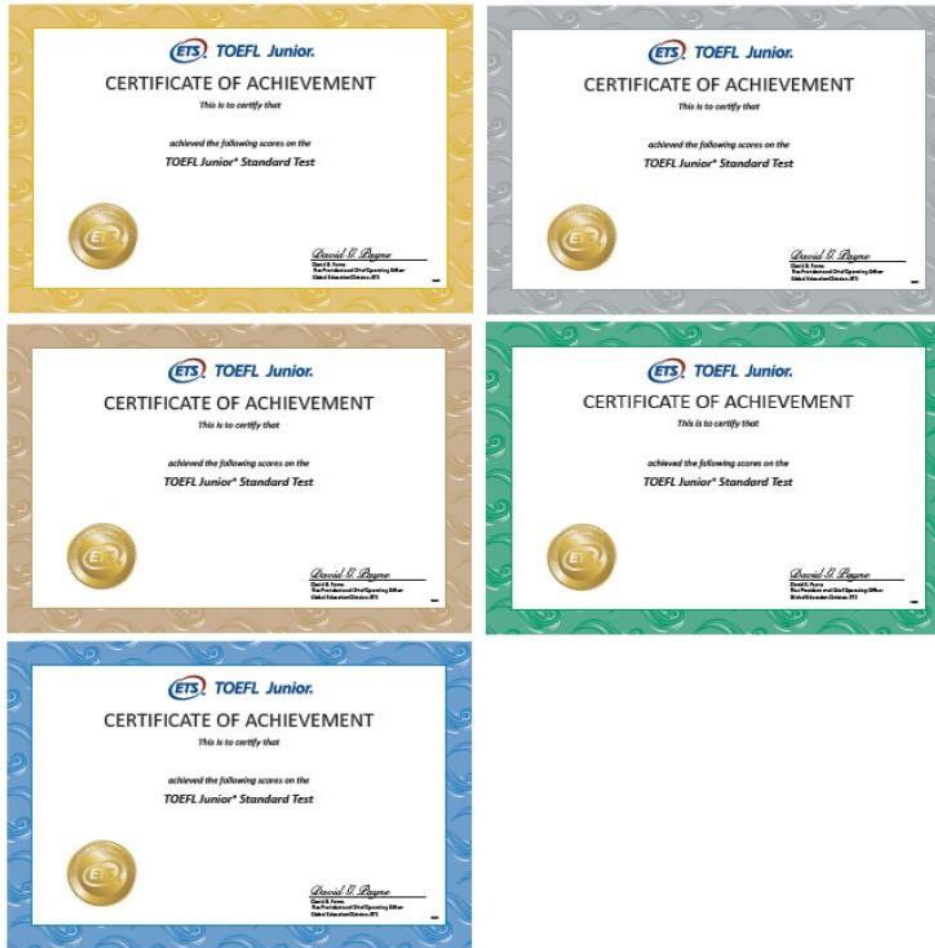 ETS TOEFL Junior.
CERTIFICATE OF ACHIEVEMENT
This is to certify that
achieved the following scores on the
TOEFL Junior® Standard Test
ETS
David G. Payne
ETS TOEFL Junior.
CERTIFICATE OF ACHIEVEMENT
This is to certify that
achieved the following scores on the
TOEFL Junior® Standard Test
ETS
David G. Payne
ETS TOEFL Junior.
CERTIFICATE OF ACHIEVEMENT
This is to certify that
achieved the following scores on the
TOEFL Junior® Standard Test
ETS
David G. Payne
ETS TOEFL Junior.
CERTIFICATE OF ACHIEVEMENT
This is to certify that
achieved the following scores on the
TOEFL Junior® Standard Test
ETS
David G. Payne
ETS TOEFL Junior.
CERTIFICATE OF ACHIEVEMENT
This is to certify that
achieved the following scores on the
TOEFL Junior® Standard Test
ETS
David G. Payne